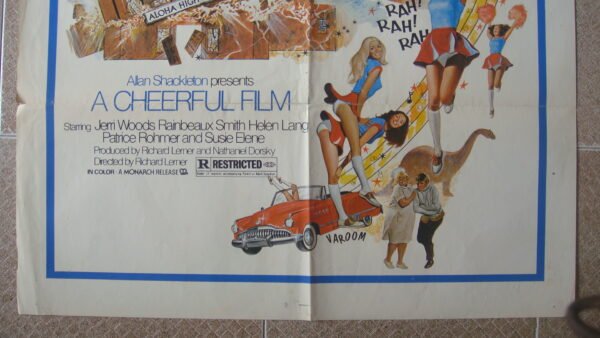 ALOHA HIGH
RAH!
RAH!
RAH!
Allan Shackleton presents
A CHEERFUL FILM
Starring Jerri Woods Rainbeaux Smith Helen Lang
Patrice Rohmer and Susie Elene
Produced by Richard Lerner and Nathaniel Dorsky
Directed by Richard Lerner
IN COLOR · A MONARCH RELEASE
R RESTRICTED
VAROOM